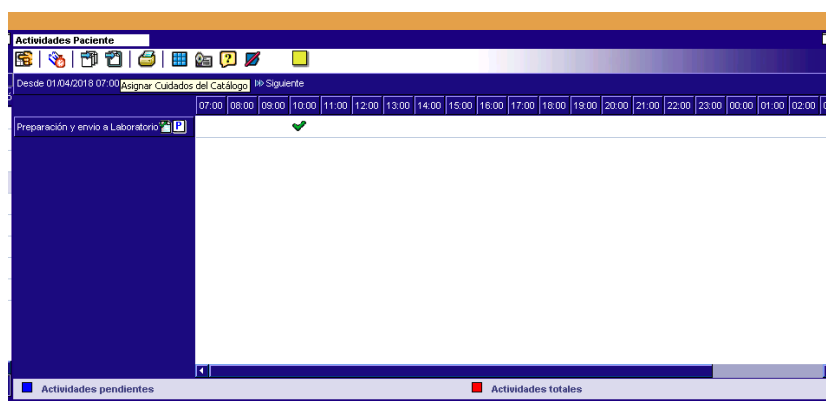 Actividades Paciente
Desde 01/04/2018 07:00 Asignar Cuidados del Catálogo Siguiente
07:00 08:00 09:00 10:00 11:00 12:00 13:00 14:00 15:00 16:00 17:00 18:00 19:00 20:00 21:00 22:00 23:00 00:00 01:00 02:00
Preparación y envio a Laboratorio P
Actividades pendientes Actividades totales